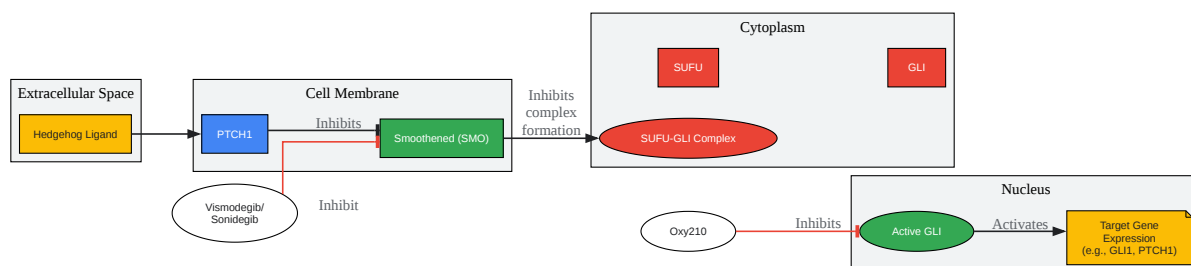 Extracellular Space
Hedgehog Ligand
Cell Membrane
PTCH1
Inhibits
Smoothened (SMO)
Vismodegib/
Sonidegib
Inhibit
Inhibits
complex
formation
Cytoplasm
SUFU
GLI
SUFU-GLI Complex
Nucleus
Oxy210
Inhibits
Active GLI
Activates
Target Gene
Expression
(e.g., GLI1, PTCH1)